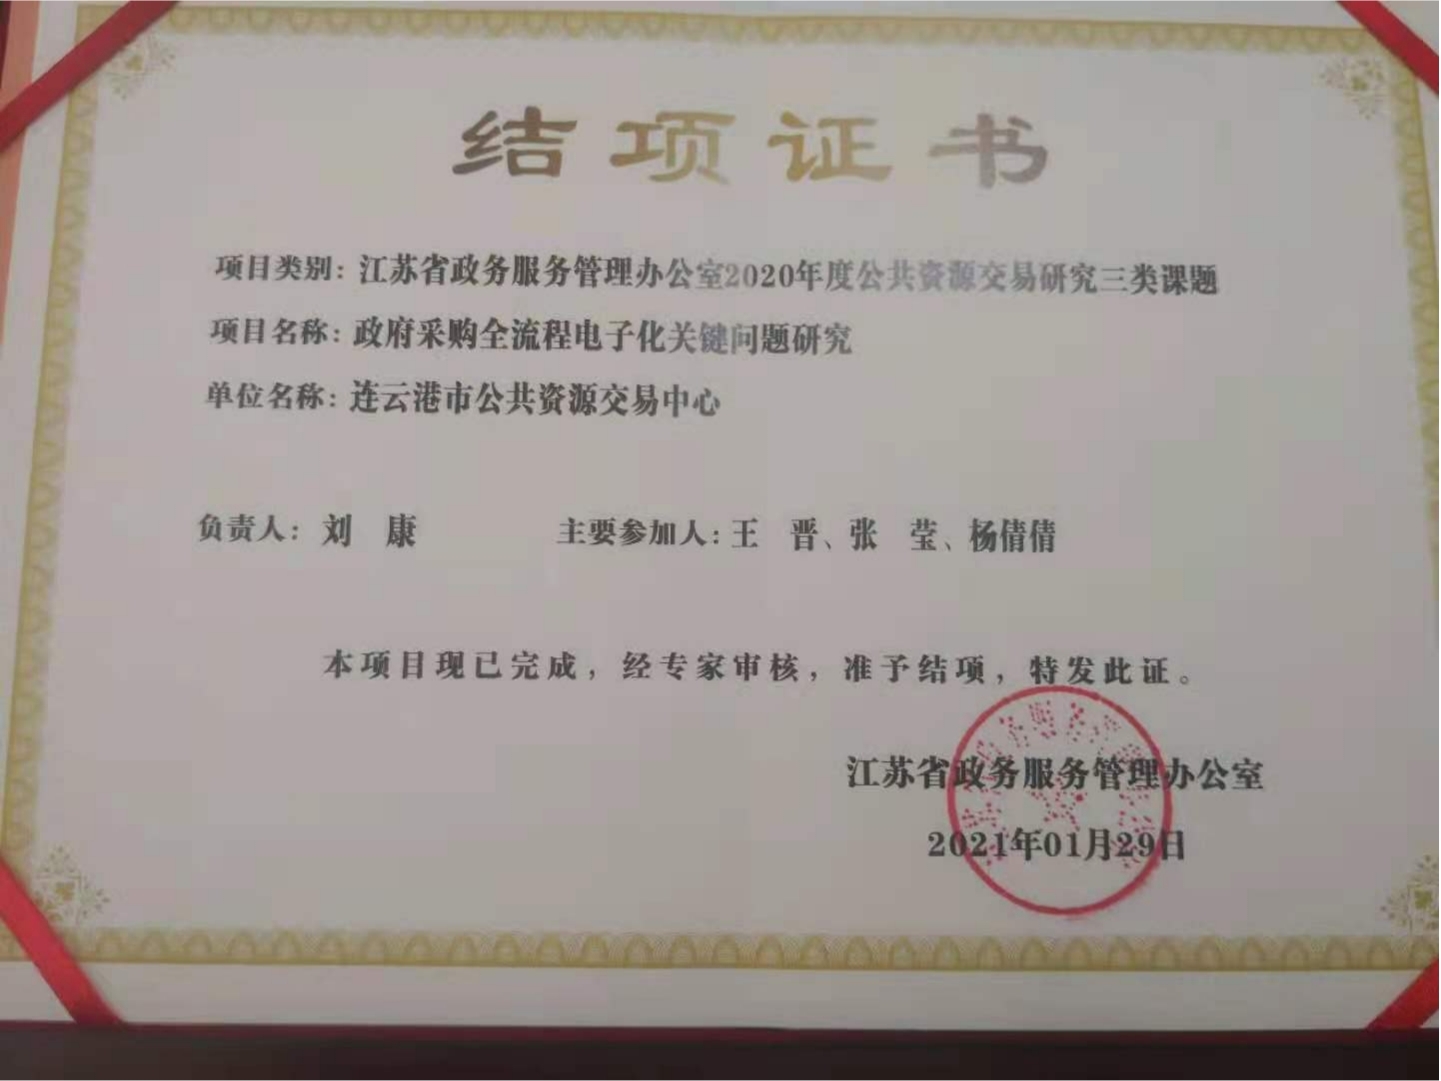 结项证书
项目类别：江苏省政务服务管理办公室2020年度公共资源交易研究三类课题
项目名称：政府采购全流程电子化关键问题研究
单位名称：连云港市公共资源交易中心
负责人：刘　康　主要参加人：王　晋、张　莹、杨倩倩
本项目现已完成，经专家审核，准予结项，特发此证。
江苏省政务服务管理办公室
2021年01月29日